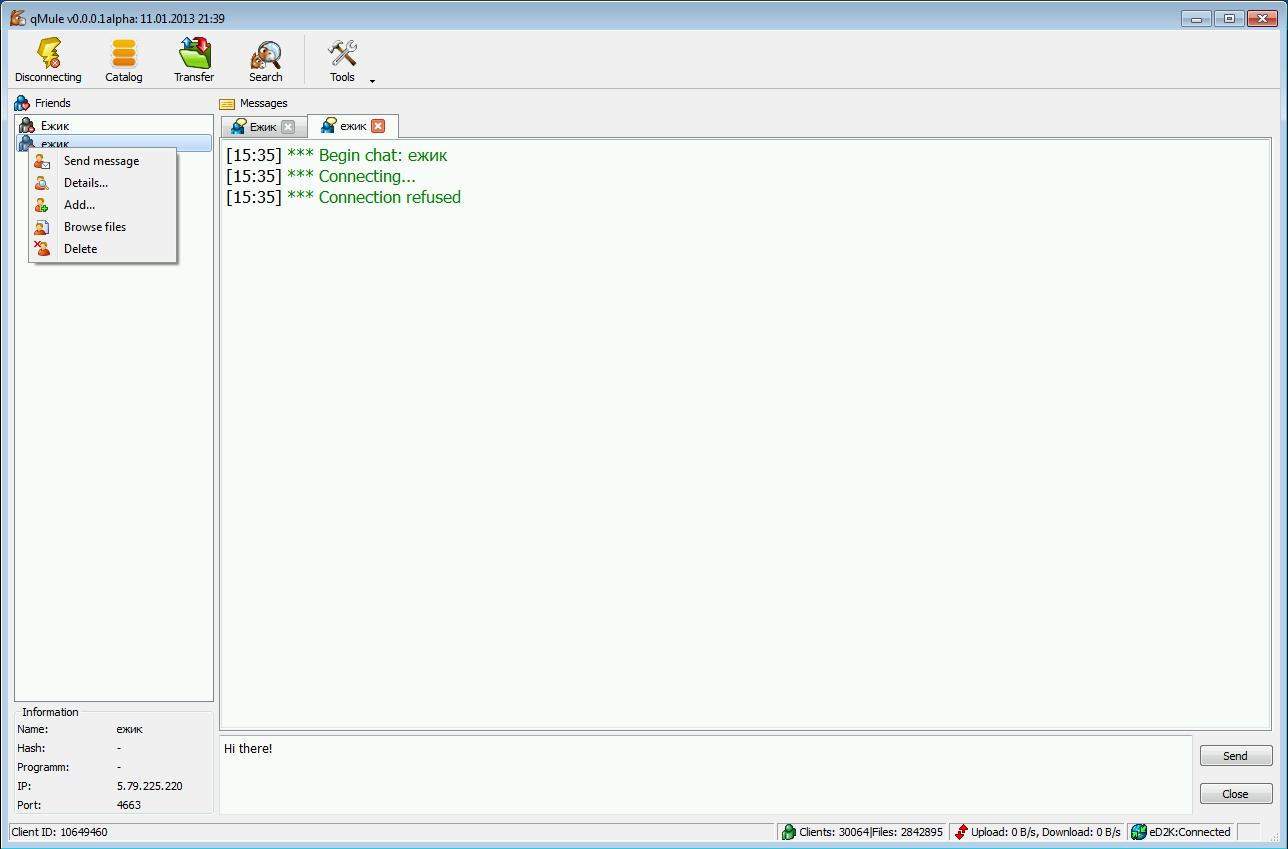 qMule v0.0.0.1alpha: 11.01.2013 21:39
Disconnecting Catalog Transfer Search Tools
Friends
Ежик
ежик
Send message
Details...
Add...
Browse files
Delete
Messages
Ежик ежик
[15:35] *** Begin chat: ежик
[15:35] *** Connecting...
[15:35] *** Connection refused
Information
Name: ежик
Hash: -
Programm: -
IP: 5.79.225.220
Port: 4663
Hi there!
Send
Close
Client ID: 10649460 Clients: 30064|Files: 2842895 Upload: 0 B/s, Download: 0 B/s eD2K:Connected